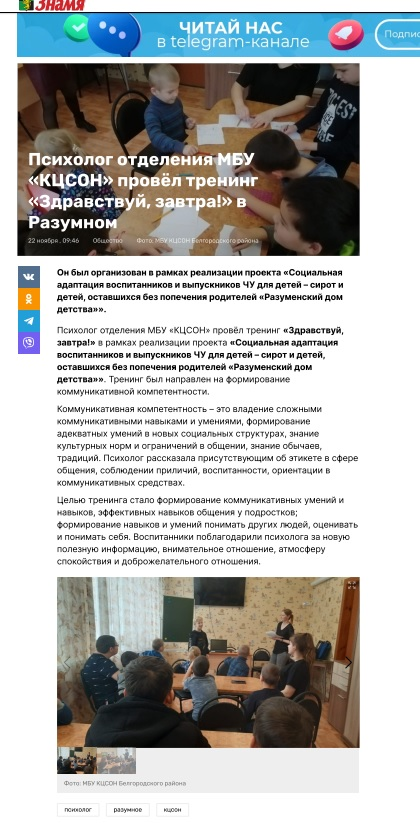 Знамя
ЧИТАЙ НАС
в telegram-канале
Подпис
Психолог отделения МБУ
«КЦСОН» провёл тренинг
«Здравствуй, завтра!» в
Разумном
22 ноября , 09:46 Общество Фото: МБУ КЦСОН Белгородского района
Он был организован в рамках реализации проекта «Социальная
адаптация воспитанников и выпускников ЧУ для детей – сирот и
детей, оставшихся без попечения родителей «Разуменский дом
детства»».
Психолог отделения МБУ «КЦСОН» провёл тренинг «Здравствуй,
завтра!» в рамках реализации проекта «Социальная адаптация
воспитанников и выпускников ЧУ для детей – сирот и детей,
оставшихся без попечения родителей «Разуменский дом
детства»». Тренинг был направлен на формирование
коммуникативной компетентности.
Коммуникативная компетентность – это владение сложными
коммуникативными навыками и умениями, формирование
адекватных умений в новых социальных структурах, знание
культурных норм и ограничений в общении, знание обычаев,
традиций. Психолог рассказала присутствующим об этикете в сфере
общения, соблюдении приличий, воспитанности, ориентации в
коммуникативных средствах.
Целью тренинга стало формирование коммуникативных умений и
навыков, эффективных навыков общения у подростков;
формирование навыков и умений понимать других людей, оценивать
и понимать себя. Воспитанники поблагодарили психолога за новую
полезную информацию, внимательное отношение, атмосферу
спокойствия и доброжелательного отношения.
Фото: МБУ КЦСОН Белгородского района
психолог разумное кцсон